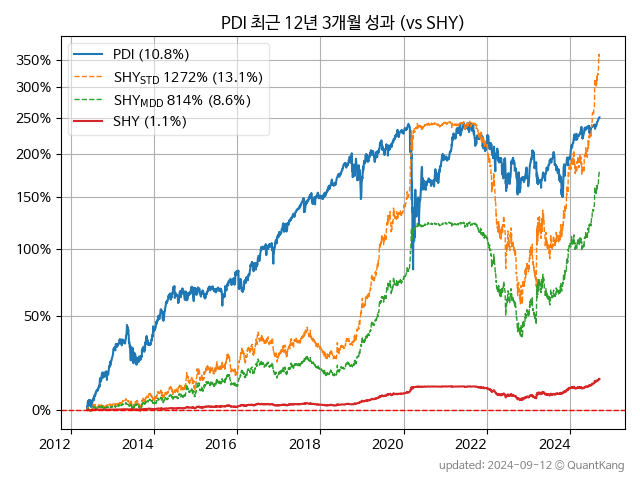 PDI 최근 12년 3개월 성과 (vs SHY)
PDI (10.8%)
SHY_STD 1272% (13.1%)
SHY_MDD 814% (8.6%)
SHY (1.1%)
350%
300%
250%
200%
150%
100%
50%
0%
2012 2014 2016 2018 2020 2022 2024
updated: 2024-09-12 © QuantKang